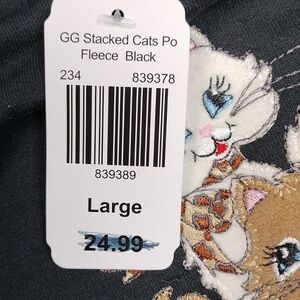 GG Stacked Cats Po
Fleece Black
234 839378
839389
Large
24.99